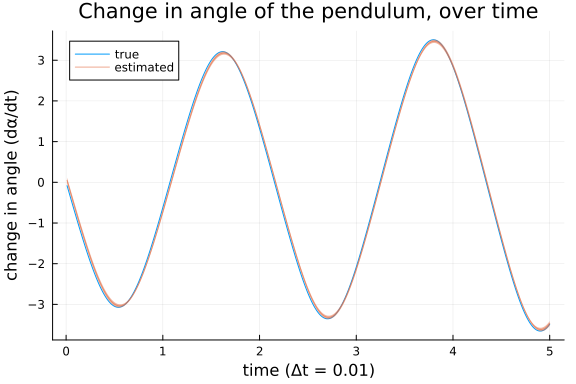 Change in angle of the pendulum, over time
true
estimated
change in angle (dα/dt)
3
2
1
0
−1
−2
−3
0
1
2
3
4
5
time (Δt = 0.01)